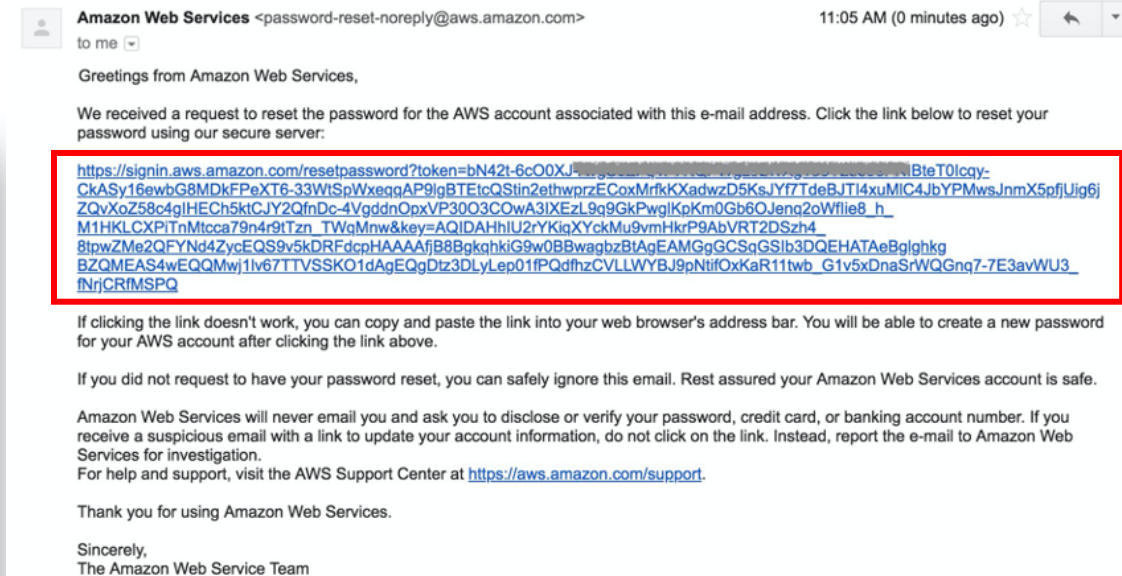 Amazon Web Services <password-reset-noreply@aws.amazon.com>
11:05 AM (0 minutes ago)
to me
Greetings from Amazon Web Services,
We received a request to reset the password for the AWS account associated with this e-mail address. Click the link below to reset your
password using our secure server:
https://signin.aws.amazon.com/resetpassword?token=bN42t-6cO0XJ-
BteT0Icqy-
CkASy16ewbG8MDkFPeXT6-33WtSpWxeqqAP9lgBTEtcQStin2ethwprzECoxMrfkKXadwzD5KsJYf7TdeBJTl4xuMlC4JbYPMwsJnmX5pfjUig6j
ZQvXoZ58c4gIHECh5ktCJY2QfnDc-4VgddnOpxVP30O3COwA3IXEzL9q9GkPwglKpKm0Gb6OJenq2oWflie8_h_
M1HKLCXPiTnMtcca79n4r9tTzn_TWqMnw&key=AQIDAHhIU2rYKiqXYckMu9vmHkrP9AbVRT2DSzh4_
8tpwZMe2QFYNd4ZycEQS9v5kDRFdcpHAAAAfjB8BgkqhkiG9w0BBwagbzBtAgEAMGgGCSqGSIb3DQEHATAeBglghkg
BZQMEAS4wEQQMwj1lv67TTVSSKO1dAgEQgDtz3DLyLep01fPQdfhzCVLLWYBJ9pNtifOxKaR11twb_G1v5xDnaSrWQGnq7-7E3avWU3_
fNrjCRfMSPQ
If clicking the link doesn't work, you can copy and paste the link into your web browser's address bar. You will be able to create a new password
for your AWS account after clicking the link above.
If you did not request to have your password reset, you can safely ignore this email. Rest assured your Amazon Web Services account is safe.
Amazon Web Services will never email you and ask you to disclose or verify your password, credit card, or banking account number. If you
receive a suspicious email with a link to update your account information, do not click on the link. Instead, report the e-mail to Amazon Web
Services for investigation.
For help and support, visit the AWS Support Center at https://aws.amazon.com/support.
Thank you for using Amazon Web Services.
Sincerely,
The Amazon Web Service Team